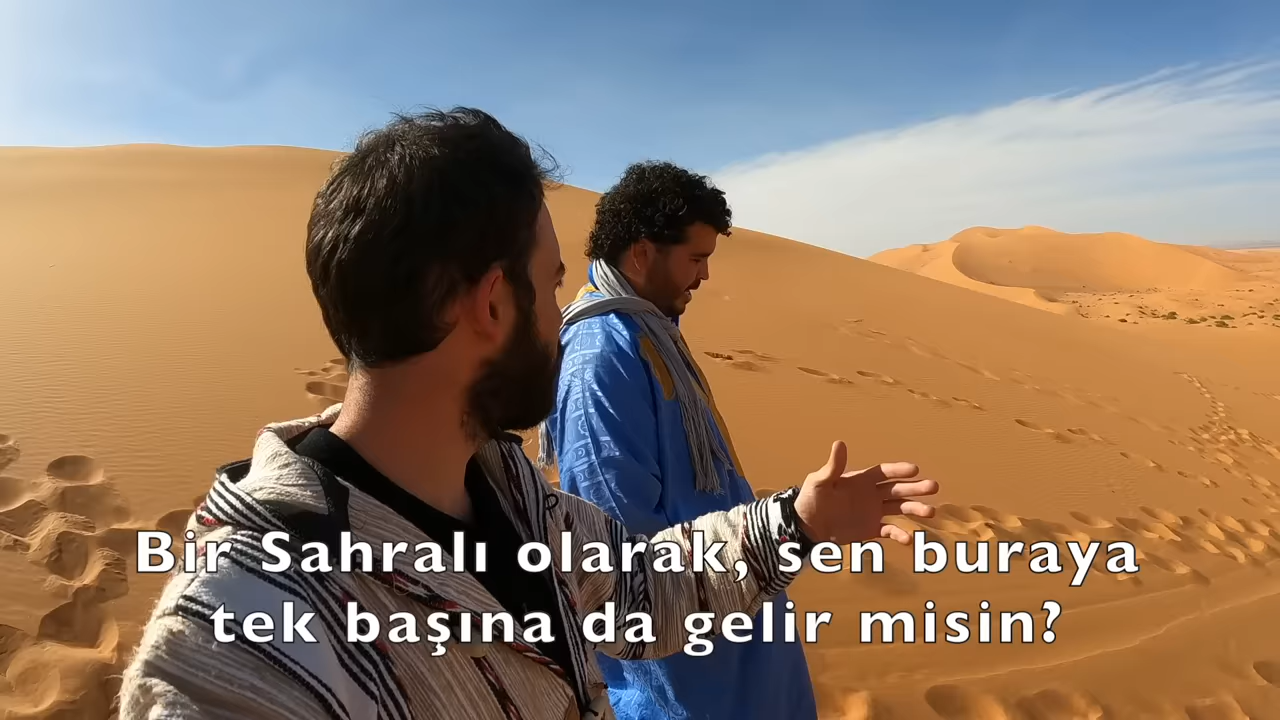 Bir Sahralı olarak, sen buraya
tek başına da gelir misin?